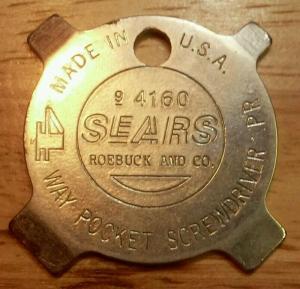 MADE IN U.S.A.
9 4160
SEARS
ROEBUCK AND CO.
4 WAY POCKET SCREWDRIVER · PR